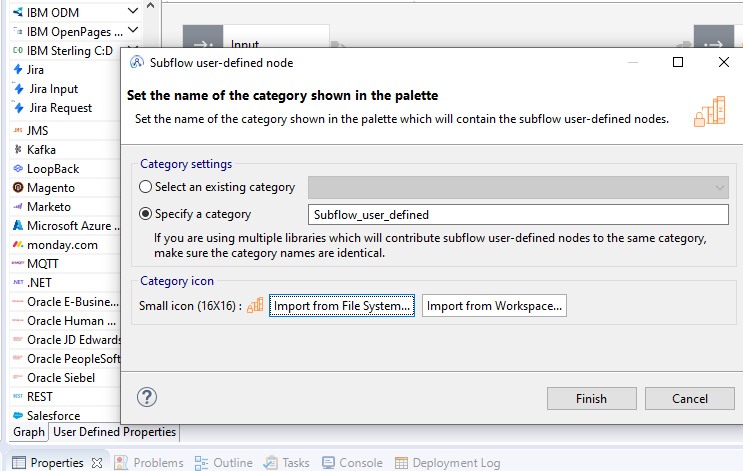 IBM ODM
IBM OpenPages ...
IBM Sterling C:D
Input
Jira
Jira Input
Jira Request
JMS
Kafka
LoopBack
Magento
Marketo
Microsoft Azure ...
monday.com
MQTT
.NET
Oracle E-Busine...
Oracle Human ...
Oracle JD Edwards
Oracle PeopleSoft
Oracle Siebel
REST
Salesforce
Graph User Defined Properties
Subflow user-defined node
Set the name of the category shown in the palette
Set the name of the category shown in the palette which will contain the subflow user-defined nodes.
Category settings
Select an existing category
Specify a category Subflow_user_defined
If you are using multiple libraries which will contribute subflow user-defined nodes to the same category,
make sure the category names are identical.
Category icon
Small icon (16X16) : Import from File System... Import from Workspace...
Finish Cancel
Properties Problems Outline Tasks Console Deployment Log